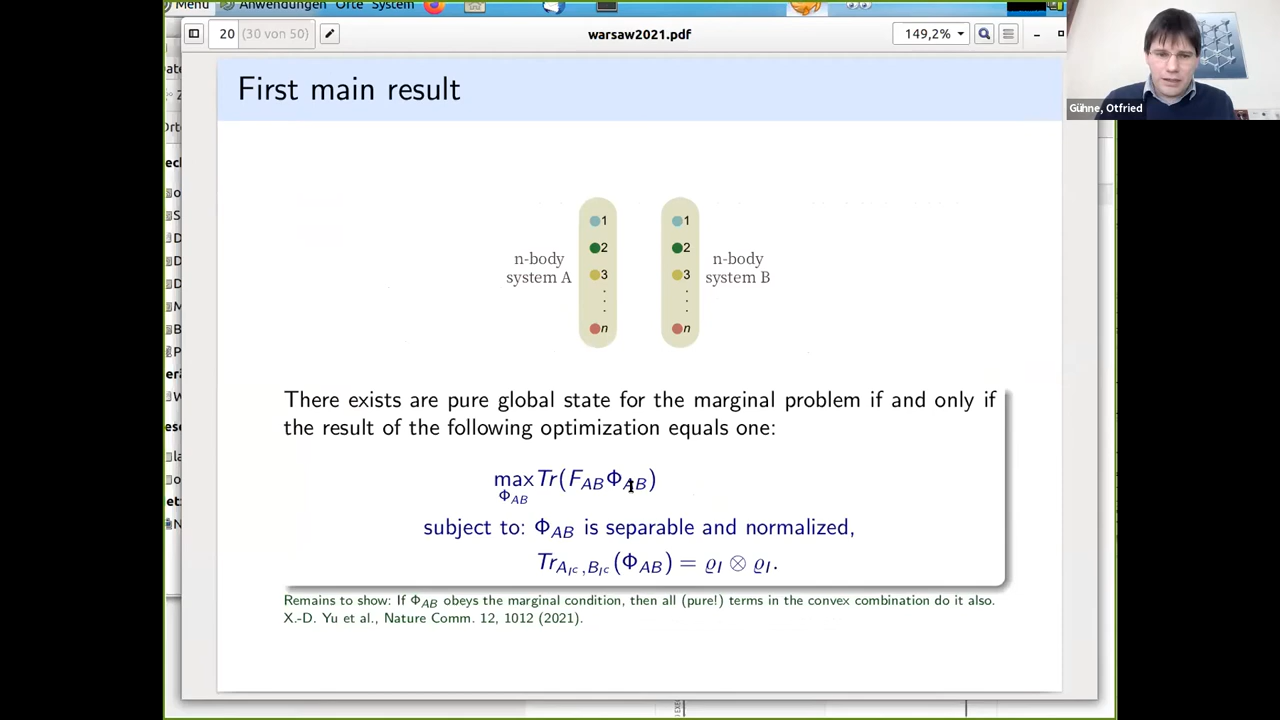 Menu Anwendungen Orte System
20 (30 von 50)
warsaw2021.pdf
149,2%
Gühne, Otfried
First main result
1 1
2 2
n-body n-body
3 3
system A system B
n n
There exists are pure global state for the marginal problem if and only if
the result of the following optimization equals one:
max Tr(F_AB Φ_AB)
Φ_AB
subject to: Φ_AB is separable and normalized,
Tr_{A_{I^c},B_{I^c}}(Φ_AB) = ϱ_I ⊗ ϱ_I.
Remains to show: If Φ_AB obeys the marginal condition, then all (pure!) terms in the convex combination do it also.
X.-D. Yu et al., Nature Comm. 12, 1012 (2021).